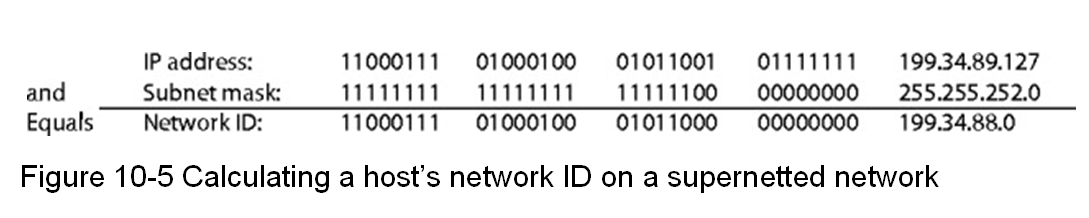 IP address: 11000111 01000100 01011001 01111111 199.34.89.127
and Subnet mask: 11111111 11111111 11111100 00000000 255.255.252.0
Equals Network ID: 11000111 01000100 01011000 00000000 199.34.88.0
Figure 10-5 Calculating a host's network ID on a supernetted network